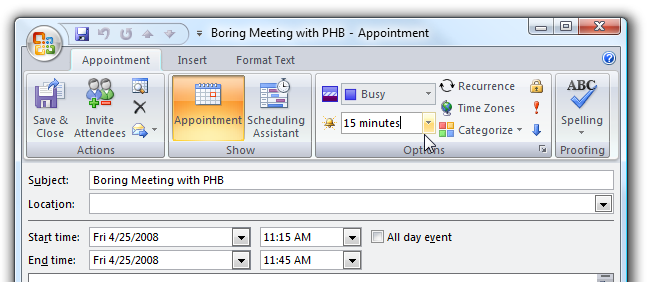 Boring Meeting with PHB - Appointment
Appointment Insert Format Text
Save & Close
Invite Attendees
Actions
Appointment
Scheduling Assistant
Show
Busy
15 minutes
Recurrence
Time Zones
Categorize
Options
ABC
Spelling
Proofing
Subject: Boring Meeting with PHB
Location:
Start time: Fri 4/25/2008 11:15 AM All day event
End time: Fri 4/25/2008 11:45 AM